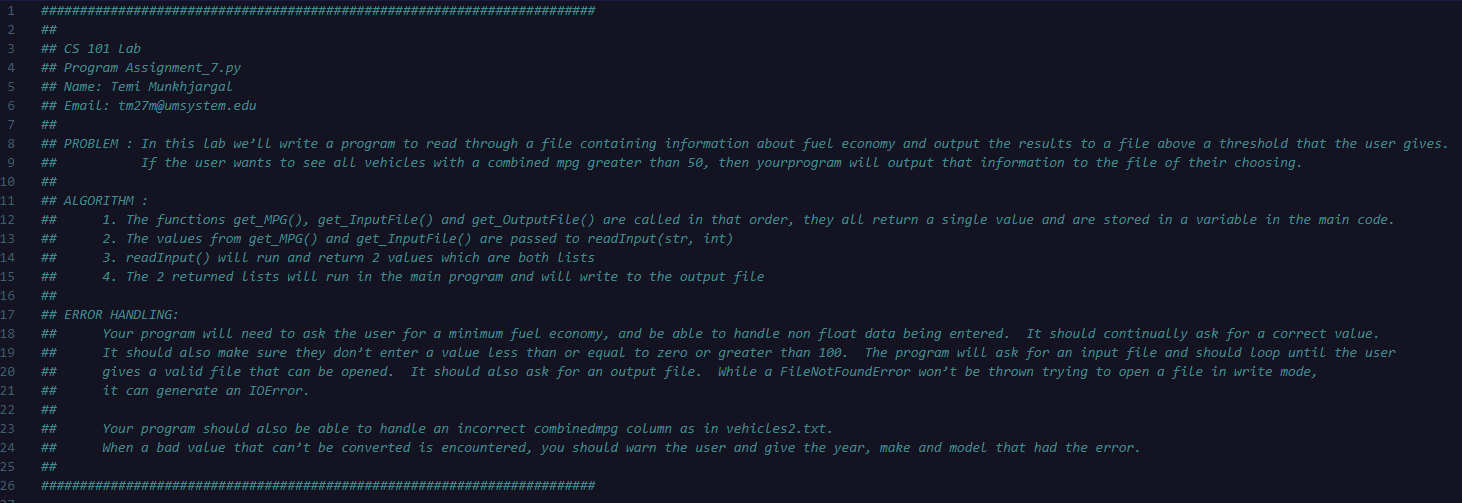 1 ########################################################################
2 ##
3 ## CS 101 Lab
4 ## Program Assignment_7.py
5 ## Name: Temi Munkhjargal
6 ## Email: tm27m@umsystem.edu
7 ##
8 ## PROBLEM : In this lab we’ll write a program to read through a file containing information about fuel economy and output the results to a file above a threshold that the user gives.
9 ##           If the user wants to see all vehicles with a combined mpg greater than 50, then yourprogram will output that information to the file of their choosing.
10 ##
11 ## ALGORITHM :
12 ##      1. The functions get_MPG(), get_InputFile() and get_OutputFile() are called in that order, they all return a single value and are stored in a variable in the main code.
13 ##      2. The values from get_MPG() and get_InputFile() are passed to readInput(str, int)
14 ##      3. readInput() will run and return 2 values which are both lists
15 ##      4. The 2 returned lists will run in the main program and will write to the output file
16 ##
17 ## ERROR HANDLING:
18 ##      Your program will need to ask the user for a minimum fuel economy, and be able to handle non float data being entered.  It should continually ask for a correct value.
19 ##      It should also make sure they don’t enter a value less than or equal to zero or greater than 100.  The program will ask for an input file and should loop until the user
20 ##      gives a valid file that can be opened.  It should also ask for an output file.  While a FileNotFoundError won’t be thrown trying to open a file in write mode,
21 ##      it can generate an IOError.
22 ##
23 ##      Your program should also be able to handle an incorrect combinedmpg column as in vehicles2.txt.
24 ##      When a bad value that can’t be converted is encountered, you should warn the user and give the year, make and model that had the error.
25 ##
26 ########################################################################
27